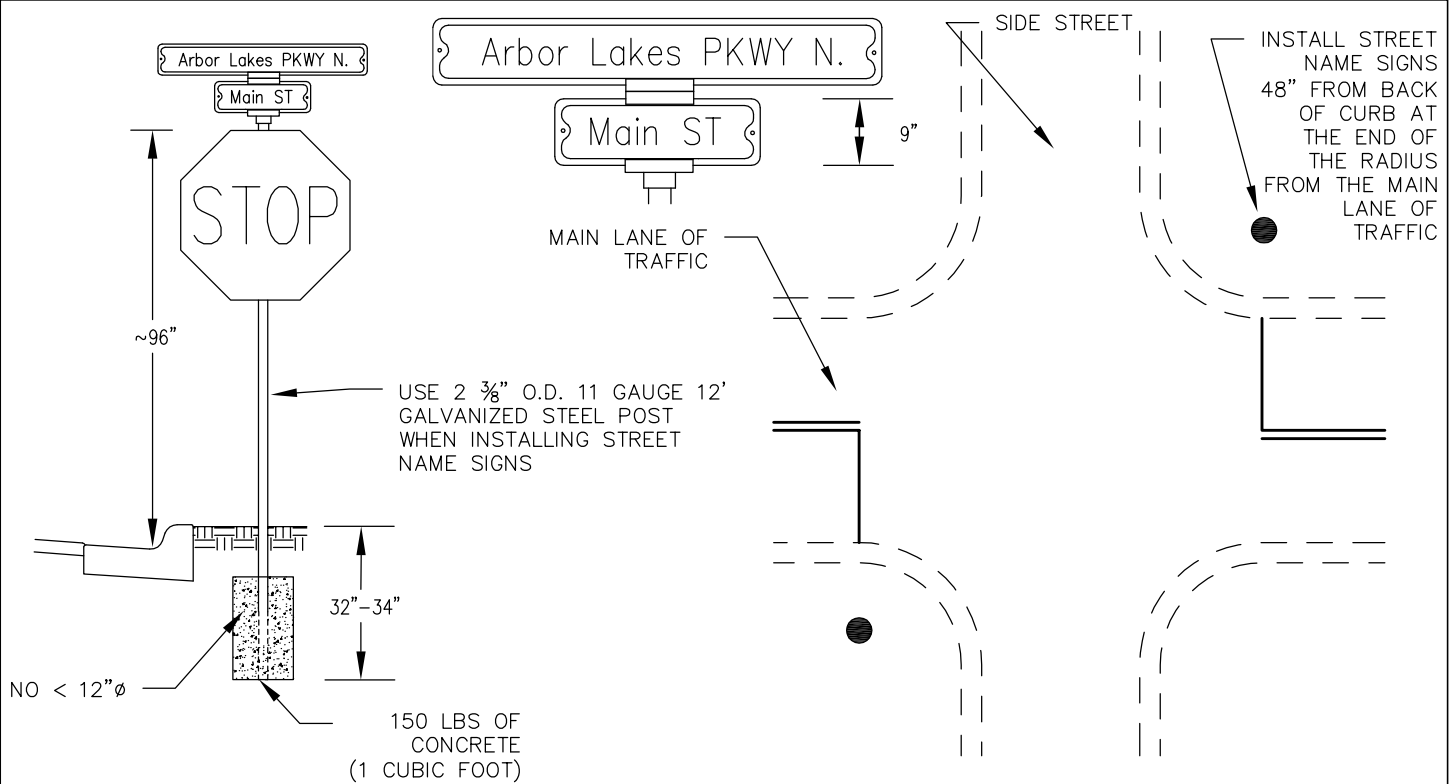 Arbor Lakes PKWY N.
Main ST
STOP
~96”
USE 2 ⅜” O.D. 11 GAUGE 12'
GALVANIZED STEEL POST
WHEN INSTALLING STREET
NAME SIGNS
32”-34”
NO < 12”ø
150 LBS OF
CONCRETE
(1 CUBIC FOOT)
Arbor Lakes PKWY N.
Main ST
9”
MAIN LANE OF
TRAFFIC
SIDE STREET
INSTALL STREET
NAME SIGNS
48” FROM BACK
OF CURB AT
THE END OF
THE RADIUS
FROM THE MAIN
LANE OF
TRAFFIC